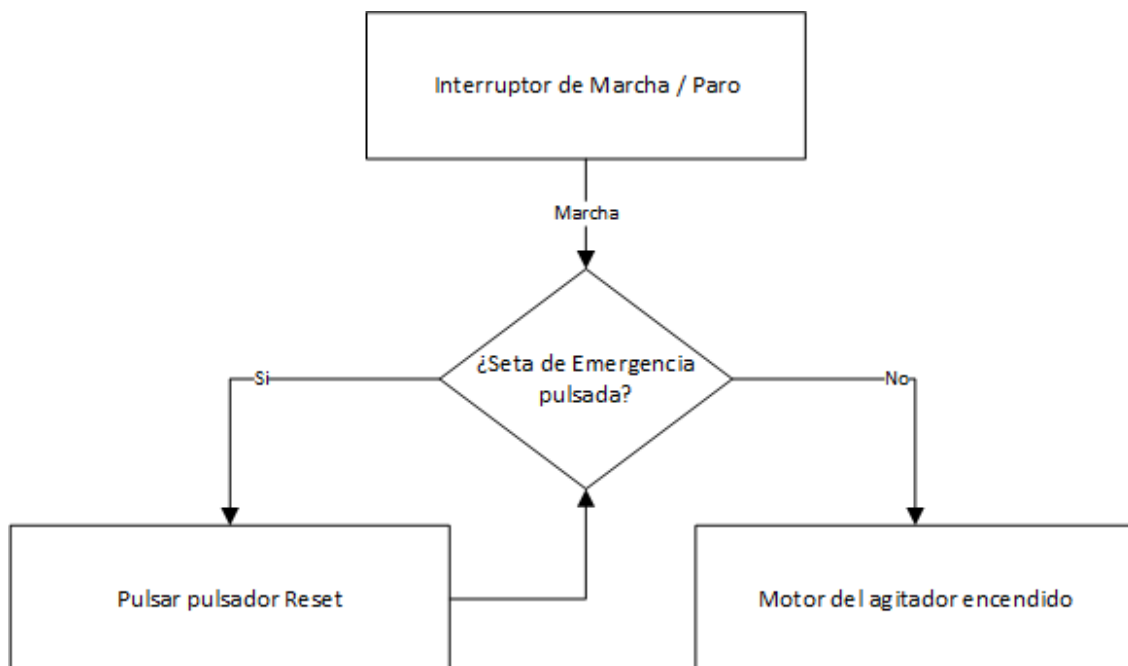 Interruptor de Marcha / Paro
Marcha
¿Seta de Emergencia
pulsada?
Si
No
Pulsar pulsador Reset
Motor del agitador encendido